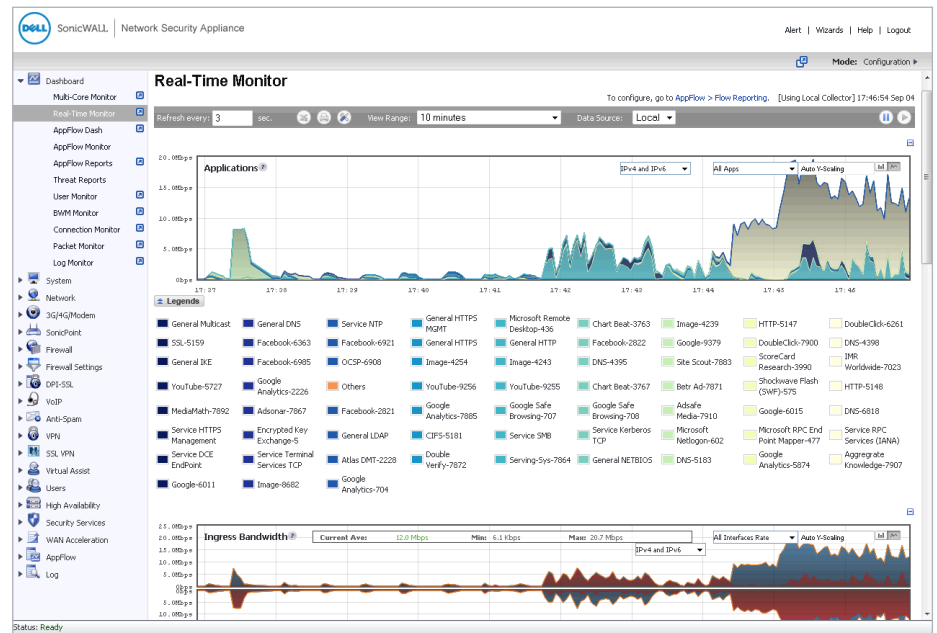 DELL SonicWALL | Network Security Appliance
Alert | Wizards | Help | Logout
Mode: Configuration
Dashboard
Multi-Core Monitor
Real-Time Monitor
AppFlow Dash
AppFlow Monitor
AppFlow Reports
Threat Reports
User Monitor
BWM Monitor
Connection Monitor
Packet Monitor
Log Monitor
System
Network
3G/4G/Modem
SonicPoint
Firewall
Firewall Settings
DPI-SSL
VoIP
Anti-Spam
VPN
SSL VPN
Virtual Assist
Users
High Availability
Security Services
WAN Acceleration
AppFlow
Log
Real-Time Monitor
To configure, go to AppFlow > Flow Reporting. [Using Local Collector] 17:46:54 Sep 04
Refresh every: 3 sec. View Range: 10 minutes Data Source: Local
Applications
IPv4 and IPv6 All Apps Auto Y-Scaling
20.0Mbps
15.0Mbps
10.0Mbps
5.0Mbps
0bps
17:37 17:38 17:39 17:40 17:41 17:42 17:43 17:44 17:45 17:46
Legends
General Multicast General DNS Service NTP General HTTPS MGMT Microsoft Remote Desktop-436 Chart Beat-3763 Image-4239 HTTP-5147 DoubleClick-6261
SSL-5159 Facebook-6363 Facebook-6921 General HTTPS General HTTP Facebook-2822 Google-9379 DoubleClick-7900 DNS-4398
General IKE Facebook-6985 OCSP-6908 Image-4254 Image-4243 DNS-4395 Site Scout-7883 ScoreCard Research-3990 IMR Worldwide-7023
YouTube-5727 Google Analytics-2226 Others YouTube-9256 YouTube-9255 Chart Beat-3767 Betr Ad-7871 Shockwave Flash (SWF)-575 HTTP-5148
MediaMath-7892 Adsonar-7867 Facebook-2821 Google Analytics-7885 Google Safe Browsing-707 Google Safe Browsing-708 Adsafe Media-7910 Google-6015 DNS-6818
Service HTTPS Management Encrypted Key Exchange-5 General LDAP CIFS-5181 Service SMB Service Kerberos TCP Microsoft Netlogon-602 Microsoft RPC End Point Mapper-477 Service RPC Services (IANA)
Service DCE EndPoint Service Terminal Services TCP Atlas DMT-2228 Double Verify-7872 Serving-Sys-7864 General NETBIOS DNS-5183 Google Analytics-5874 Aggregrate Knowledge-7907
Google-6011 Image-8682 Google Analytics-704
Ingress Bandwidth
Current Ave: 12.0 Mbps Min: 6.1 Kbps Max: 20.7 Mbps
All Interfaces Rate Auto Y-Scaling
IPv4 and IPv6
25.0Mbps
20.0Mbps
15.0Mbps
10.0Mbps
5.0Mbps
0bps
0bps
5.0Mbps
10.0Mbps
Status: Ready